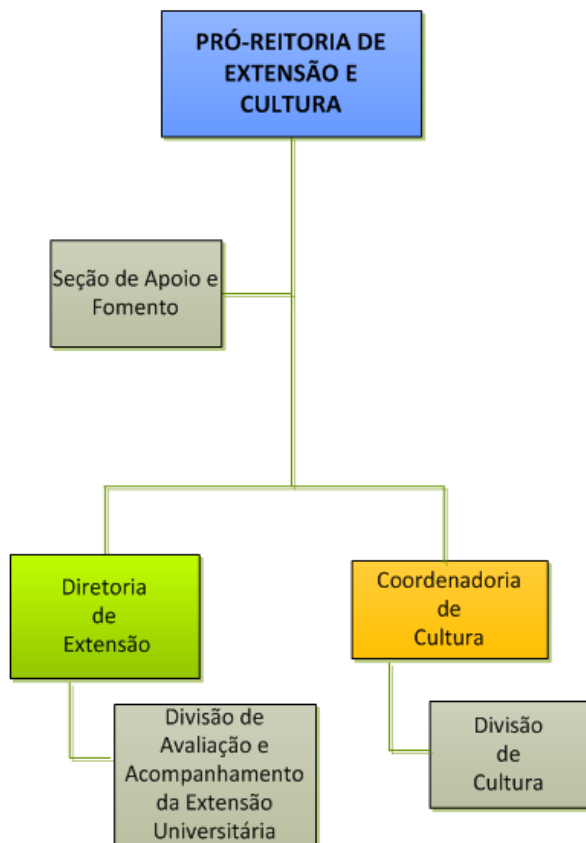 PRÓ-REITORIA DE
EXTENSÃO E
CULTURA
Seção de Apoio e
Fomento
Diretoria
de
Extensão
Coordenadoria
de
Cultura
Divisão de
Avaliação e
Acompanhamento
da Extensão
Universitária
Divisão
de
Cultura